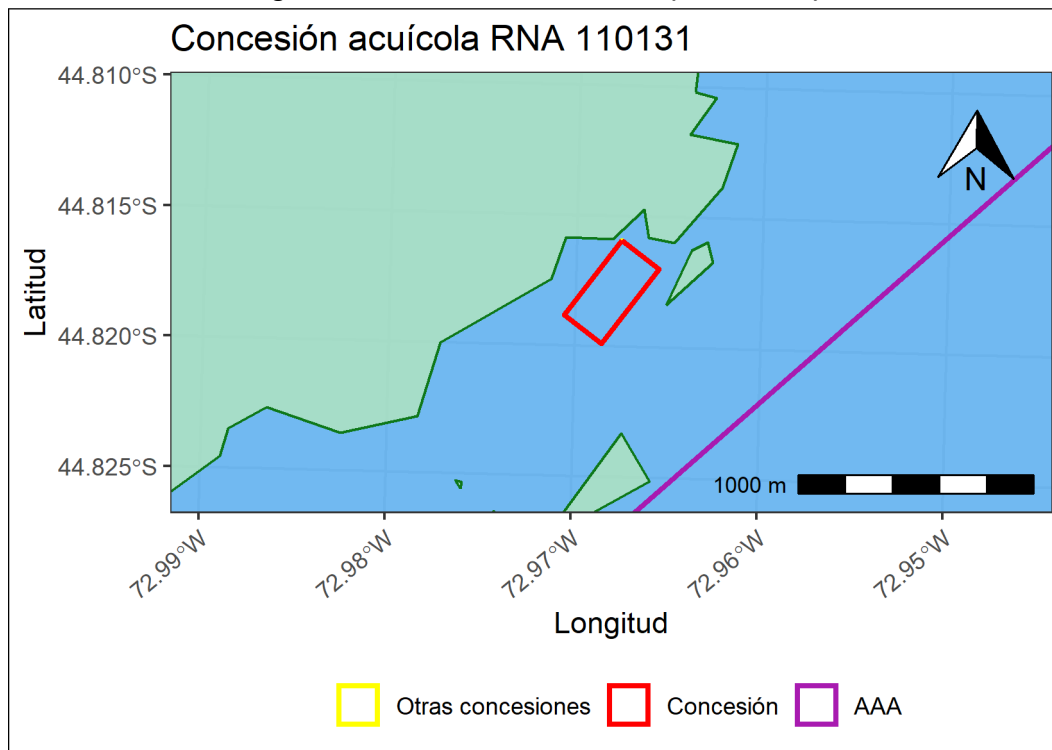 Concesión acuícola RNA 110131
44.810°S
44.815°S
44.820°S
44.825°S
Latitud
N
1000 m
72.99°W
72.98°W
72.97°W
72.96°W
72.95°W
Longitud
Otras concesiones
Concesión
AAA